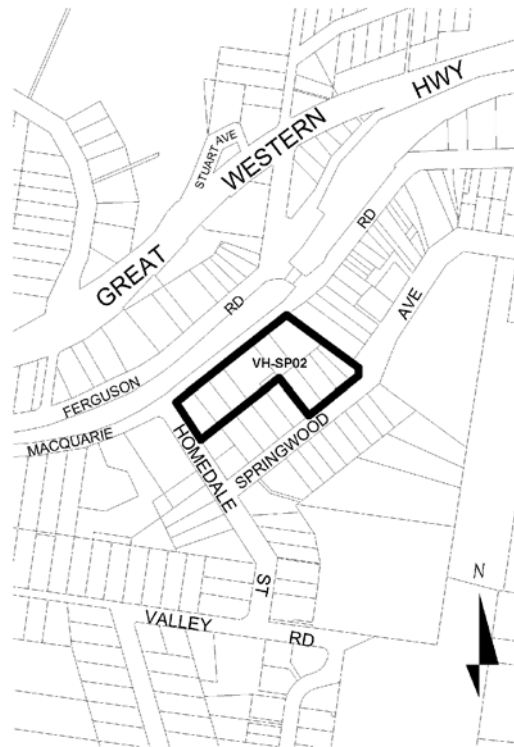 HWY
WESTERN
STUART AVE
GREAT
RD
RD
AVE
VH-SP02
FERGUSON
MACQUARIE
HOMEDALE
SPRINGWOOD
ST
VALLEY
RD
N